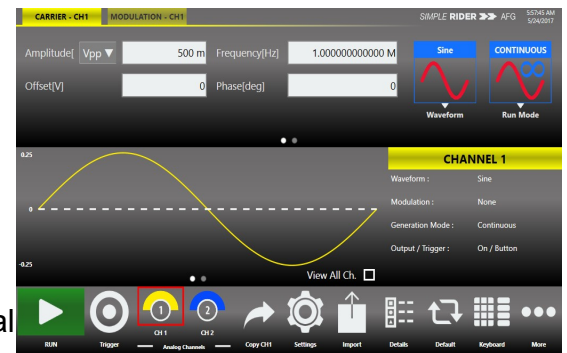 CARRIER - CH1 MODULATION - CH1 SIMPLE RIDER AFG 5:57:45 AM
5/24/2017
Amplitude[ Vpp ▼ 500 m Frequency[Hz] 1.000000000000 M Sine CONTINUOUS
Offset[V] 0 Phase[deg] 0
Waveform Run Mode
0.25 CHANNEL 1
Waveform : Sine
Modulation : None
0 Generation Mode : Continuous
Output / Trigger : On / Button
-0.25 View All Ch.
1 2
al
CH 1 CH 2
RUN Trigger Analog Channels Copy CH1 Settings Import Details Default Keyboard More